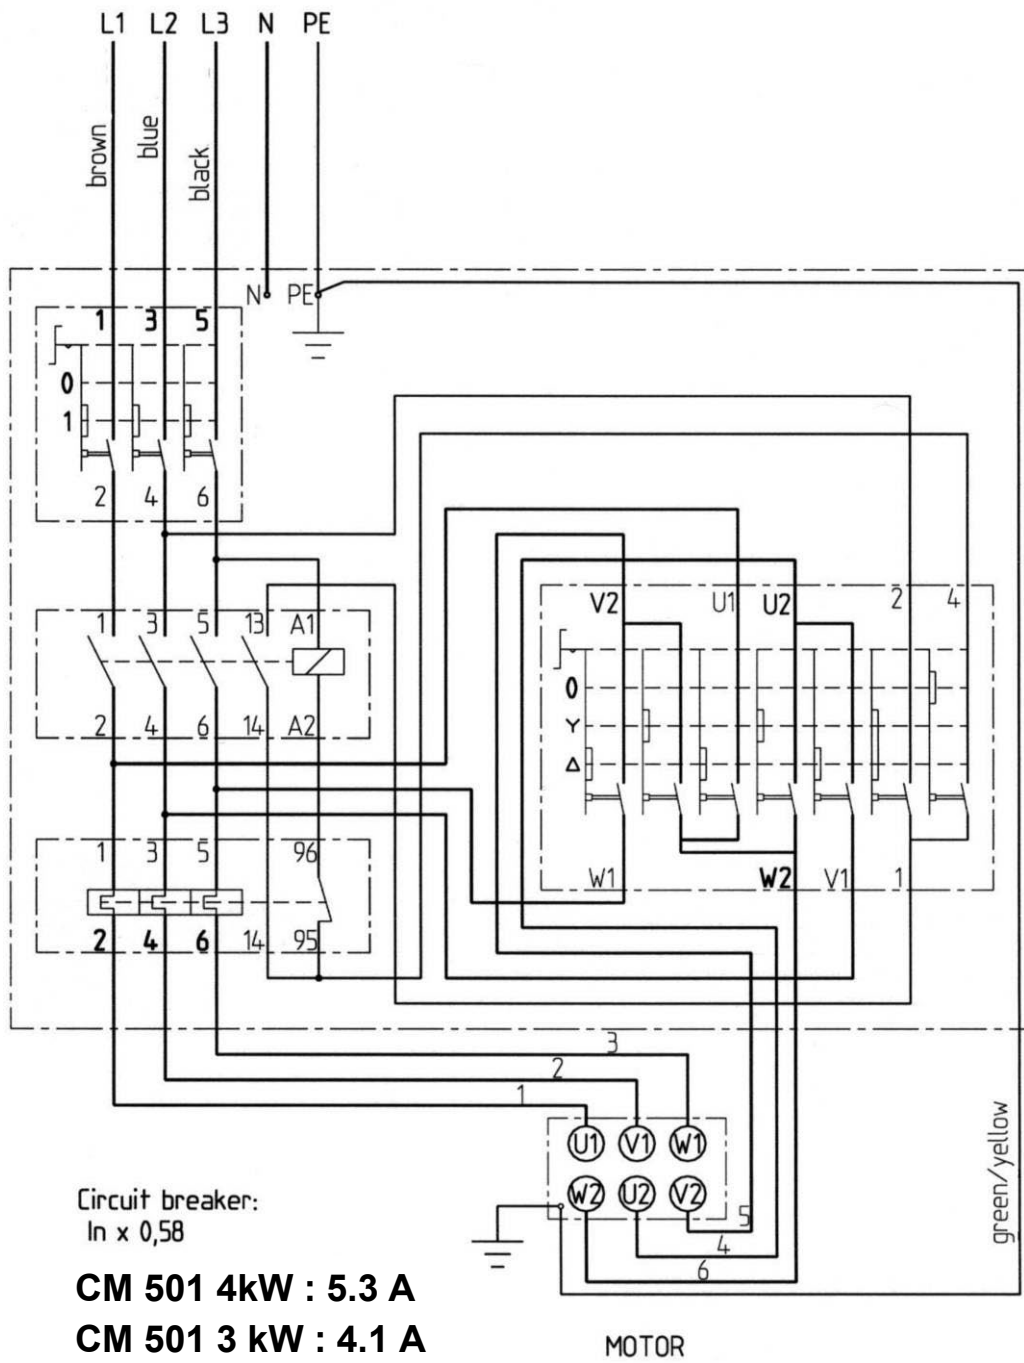 L1 L2 L3 N PE
brown
blue
black
N PE
1 3 5
0
1
2 4 6
V2 U1 U2 2 4
1 3 5 13 A1
0
Y
Δ
2 4 6 14 A2
1 3 5 96
W1 W2 V1 1
2 4 6 14 95
3
2
1
U1 V1 W1
W2 U2 V2
5
4
6
green/yellow
Circuit breaker:
In x 0,58
CM 501 4kW : 5.3 A
CM 501 3 kW : 4.1 A
MOTOR